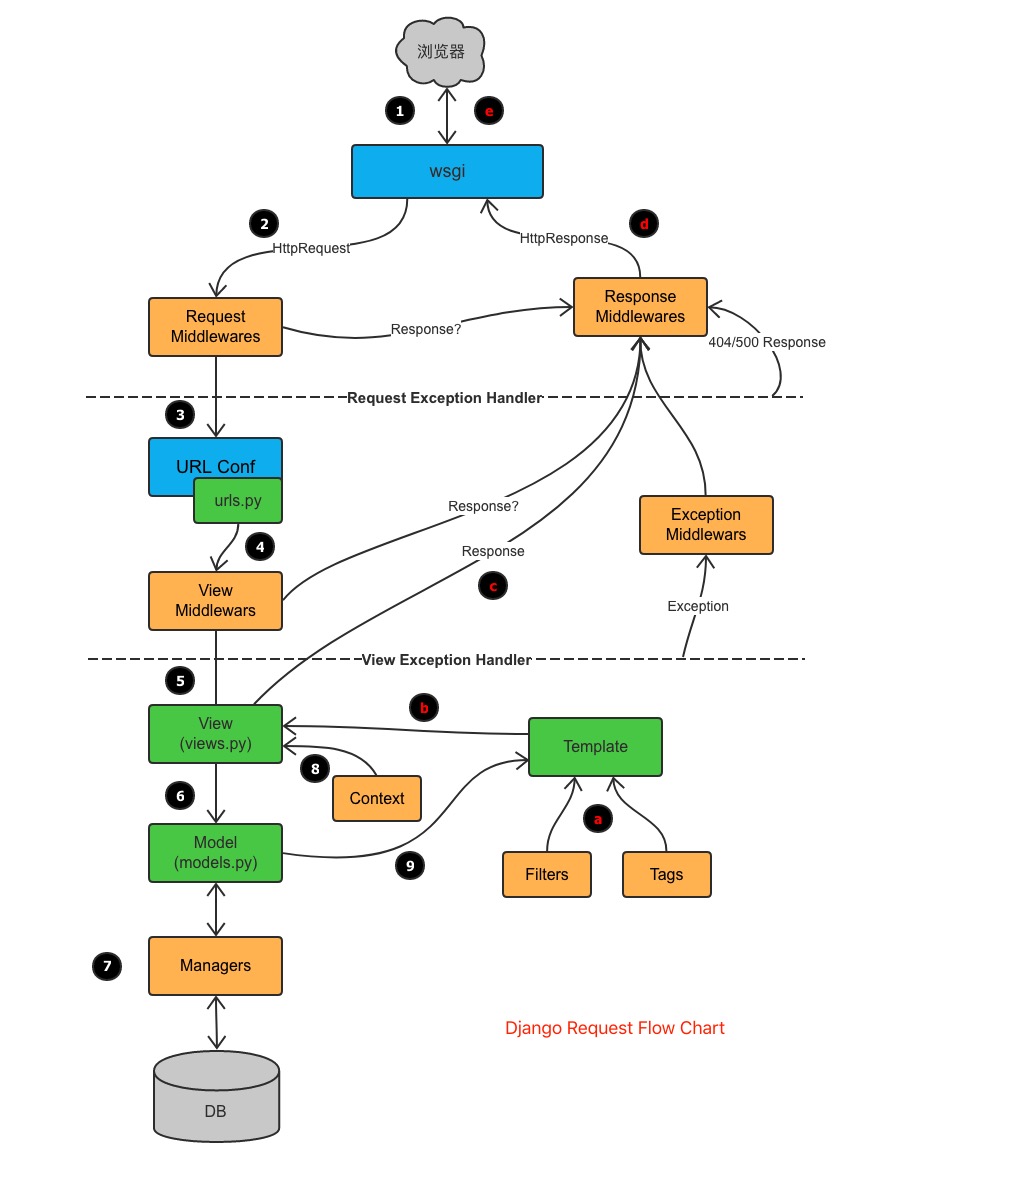 浏览器
1
e
wsgi
2
d
HttpRequest
HttpResponse
Request
Middlewares
Response
Middlewares
Response?
404/500 Response
Request Exception Handler
3
URL Conf
urls.py
4
Response?
Exception
Middlewars
Response
View
Middlewars
c
Exception
View Exception Handler
5
b
View
(views.py)
Template
8
6
Context
a
Model
(models.py)
9
Filters
Tags
7
Managers
Django Request Flow Chart
DB